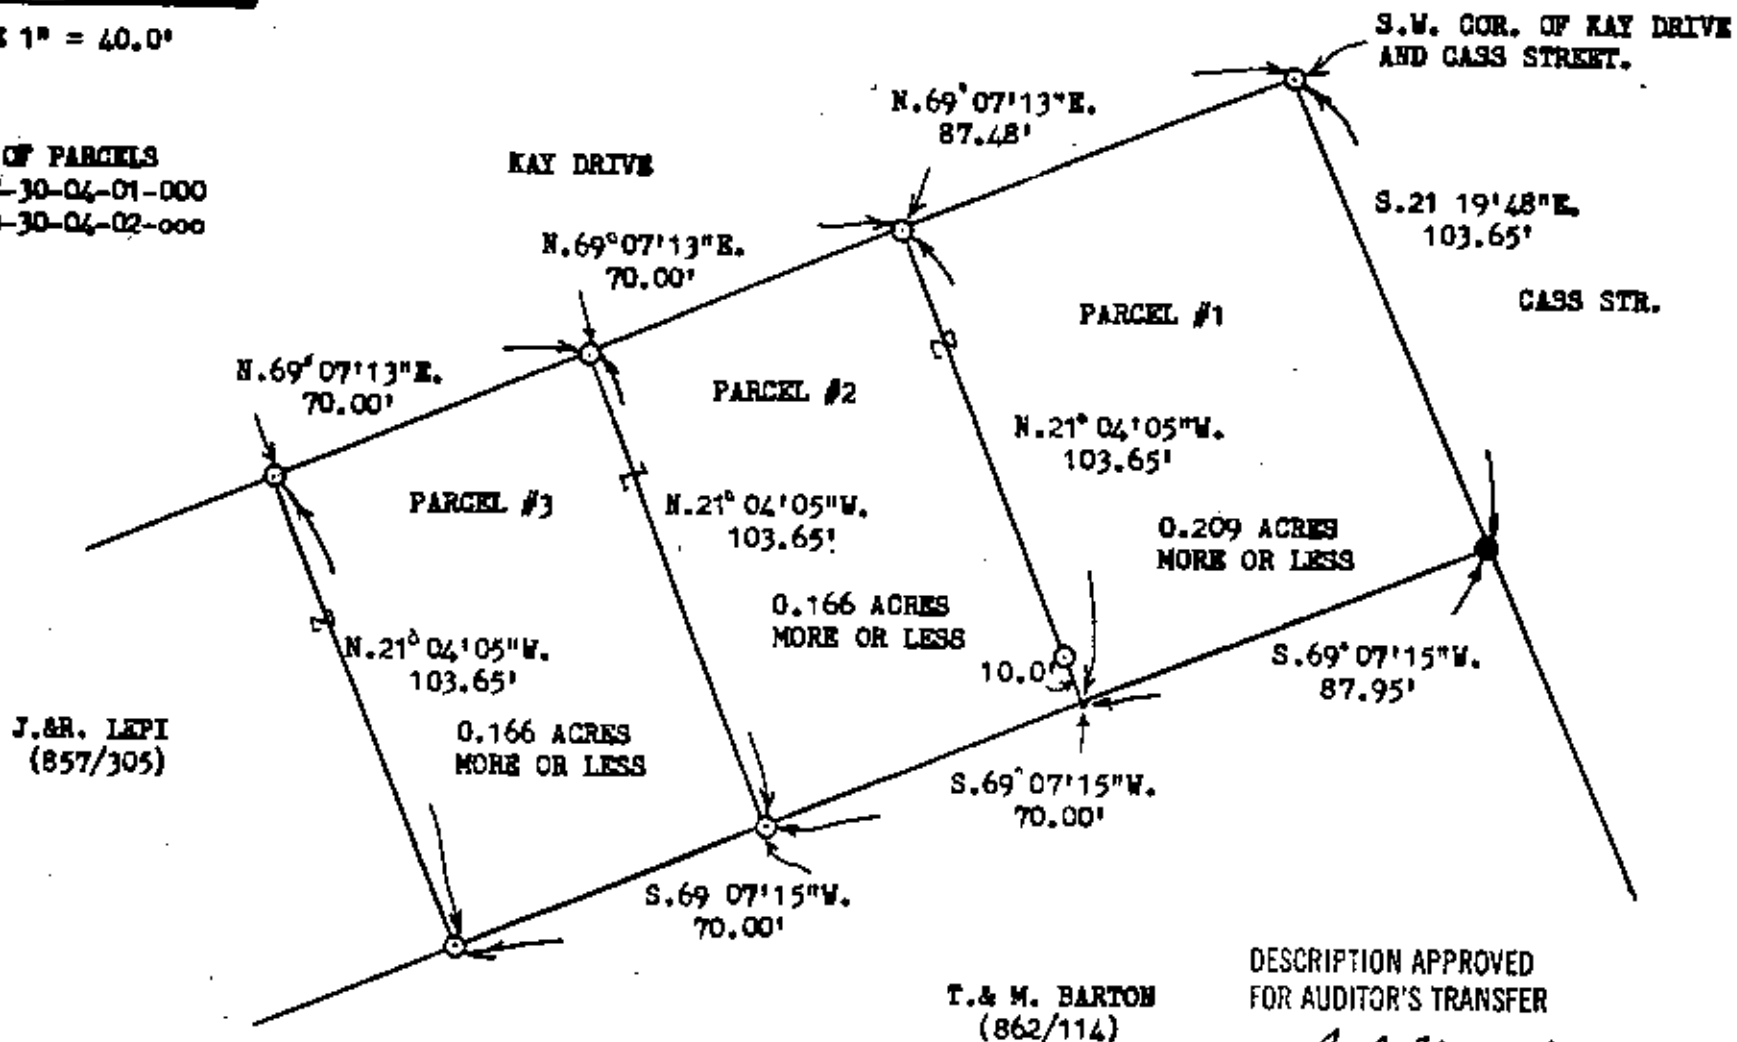 1" = 40.0'
S.W. COR. OF KAY DRIVE
AND CASS STREET.
N.69°07'13"E.
87.48'
OF PARCELS
-30-04-01-000
-30-04-02-000
KAY DRIVE
S.21 19'48"E.
103.65'
N.69°07'13"E.
70.00'
CASS STR.
PARCEL #1
N.69°07'13"E.
70.00'
PARCEL #2
N.21°04'05"W.
103.65'
PARCEL #3
N.21°04'05"W.
103.65'
0.209 ACRES
MORE OR LESS
0.166 ACRES
MORE OR LESS
N.21°04'05"W.
103.65'
10.0'
S.69°07'15"W.
87.95'
J.&R. LEPI
(857/305)
0.166 ACRES
MORE OR LESS
S.69°07'15"W.
70.00'
S.69 07'15"W.
70.00'
DESCRIPTION APPROVED
FOR AUDITOR'S TRANSFER
T.& M. BARTON
(862/114)